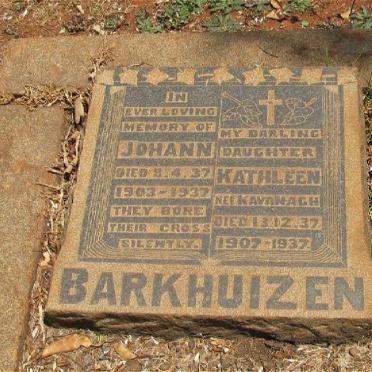 IN
EVER LOVING
MEMORY OF
JOHANN
DIED 8.4.37
1903-1937
THEY BORE
THEIR CROSS
SILENTLY.
MY DARLING
DAUGHTER
KATHLEEN
NEE KAVANAGH
DIED 13.12.37
1907-1937
BARKHUIZEN